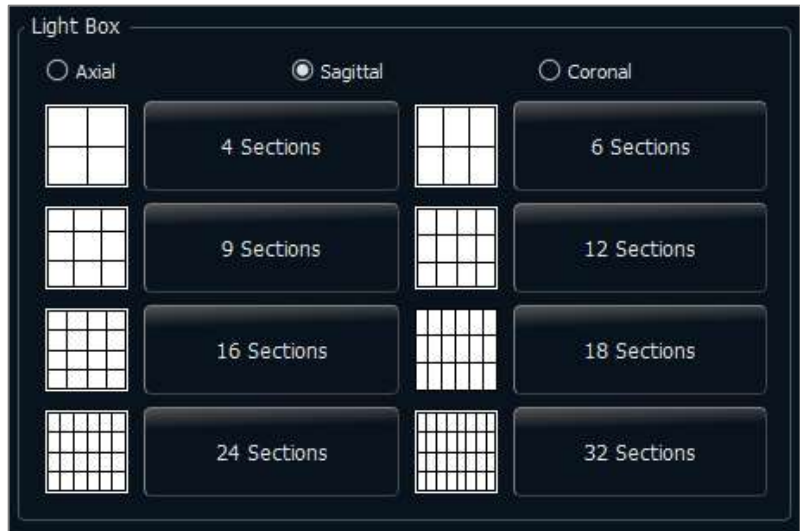 Light Box
Axial Sagittal Coronal
4 Sections 6 Sections
9 Sections 12 Sections
16 Sections 18 Sections
24 Sections 32 Sections